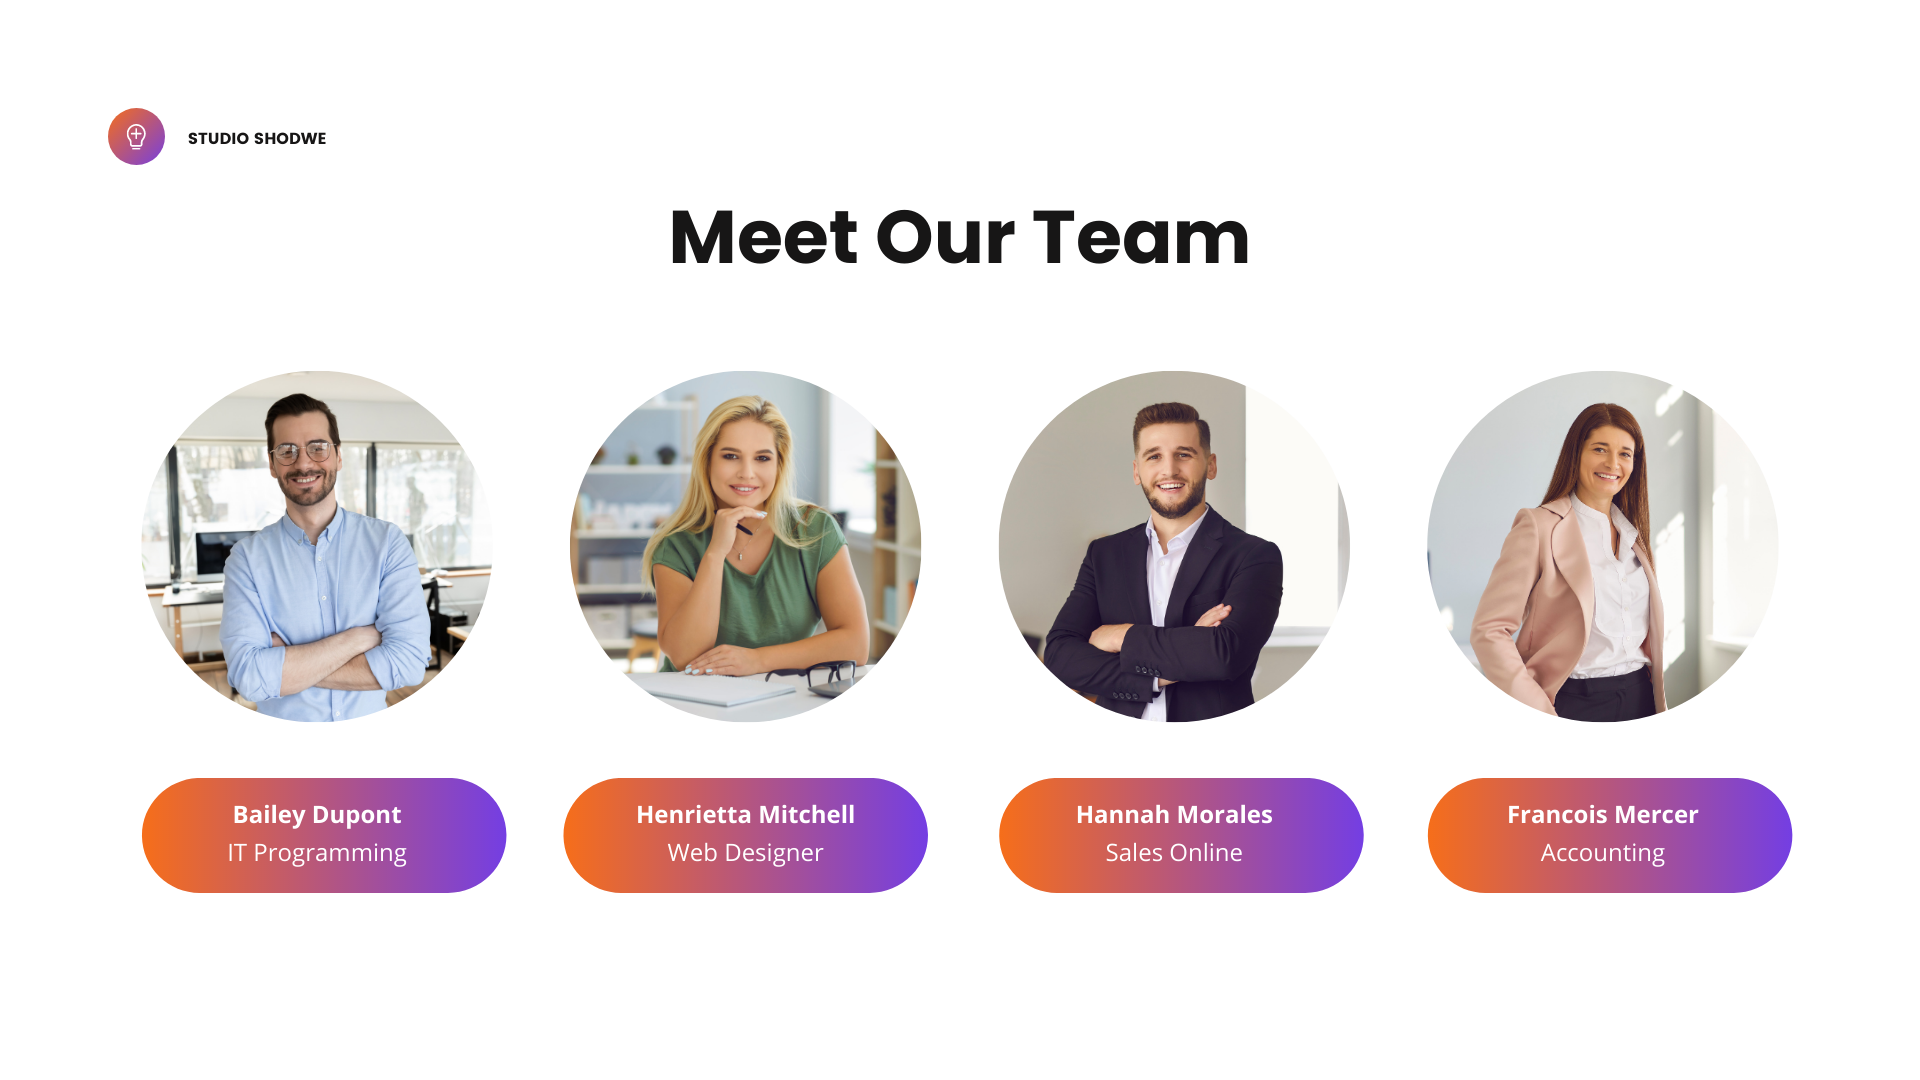 STUDIO SHODWE
Meet Our Team
Bailey Dupont
IT Programming
Henrietta Mitchell
Web Designer
Hannah Morales
Sales Online
Francois Mercer
Accounting